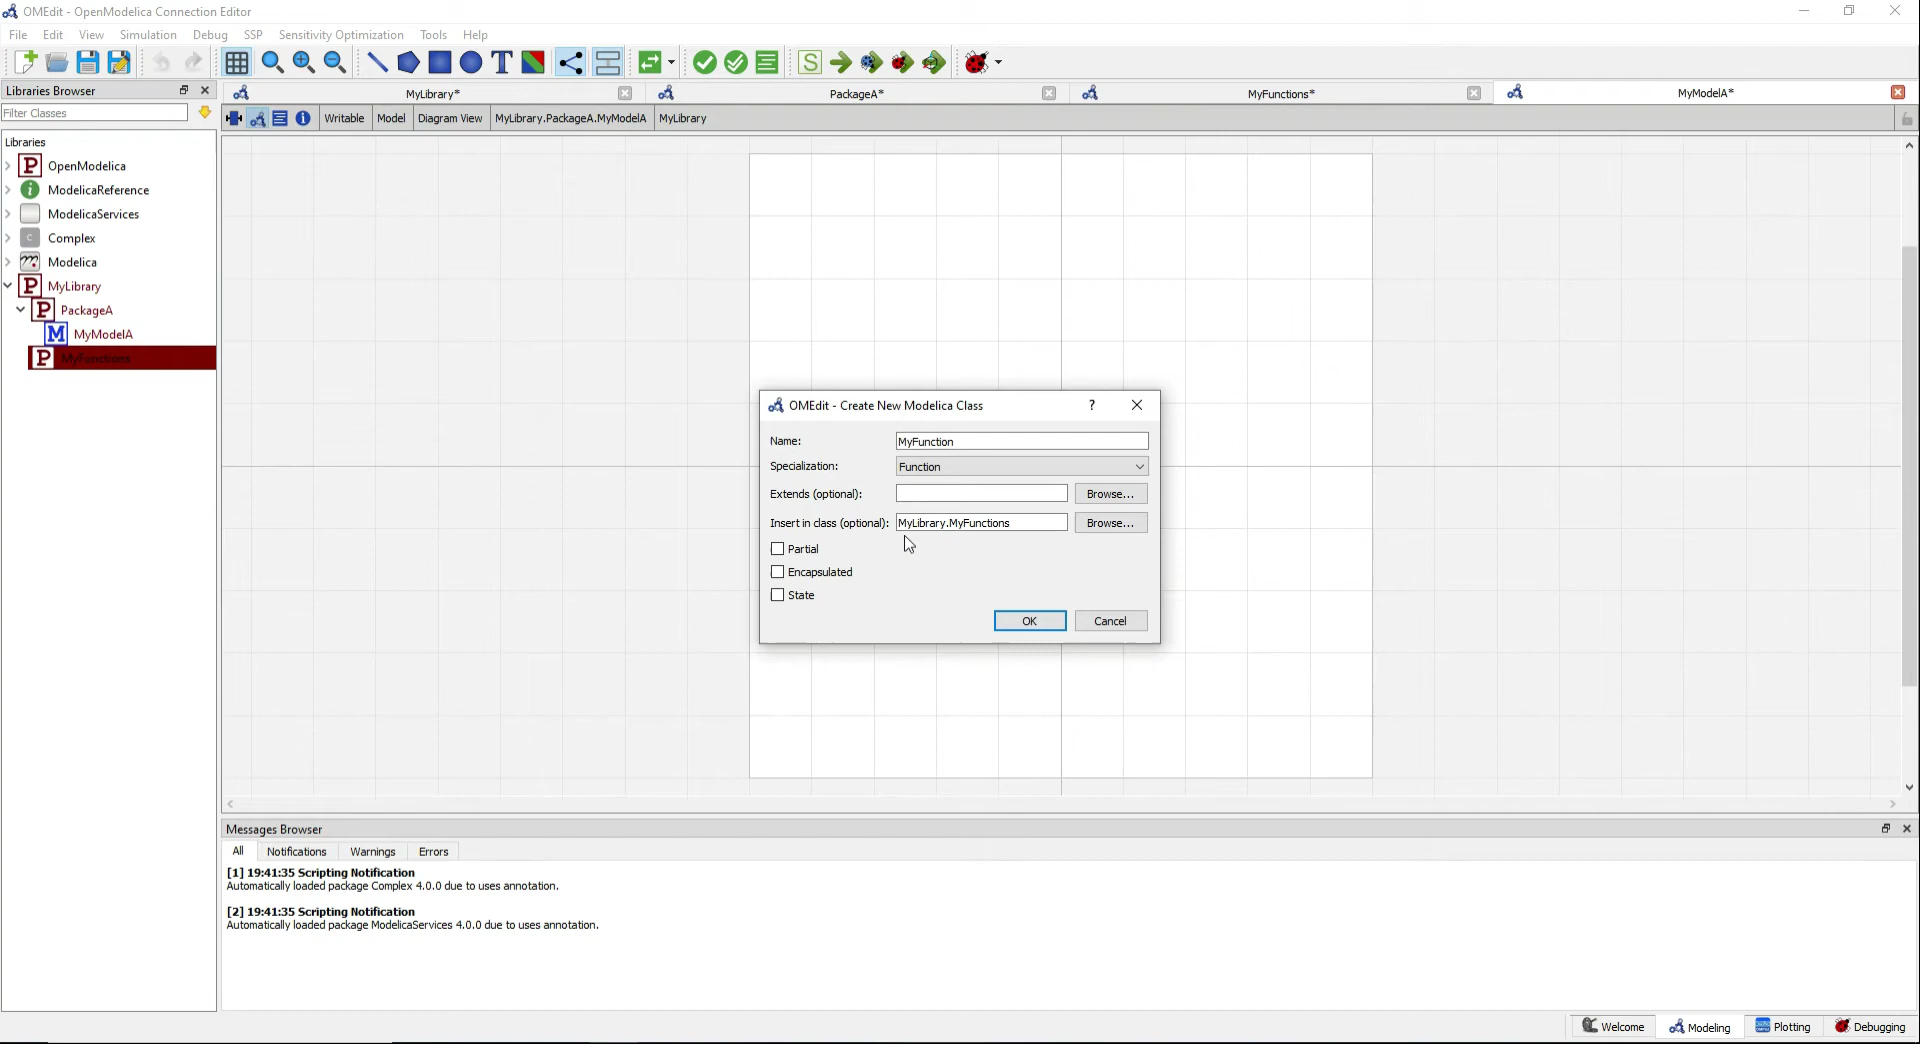 OMEdit - OpenModelica Connection Editor
File Edit View Simulation Debug SSP Sensitivity Optimization Tools Help
Libraries Browser
MyLibrary*
PackageA*
MyFunctions*
MyModelA*
Filter Classes
Writable
Model
Diagram View
MyLibrary.PackageA.MyModelA
MyLibrary
Libraries
P OpenModelica
i ModelicaReference
ModelicaServices
C Complex
m Modelica
P MyLibrary
P PackageA
M MyModelA
P MyFunctions
OMEdit - Create New Modelica Class
?
Name: MyFunction
Specialization: Function
Extends (optional): Browse...
Insert in class (optional): MyLibrary.MyFunctions Browse...
Partial
Encapsulated
State
OK Cancel
Messages Browser
All Notifications Warnings Errors
[1] 19:41:35 Scripting Notification
Automatically loaded package Complex 4.0.0 due to uses annotation.
[2] 19:41:35 Scripting Notification
Automatically loaded package ModelicaServices 4.0.0 due to uses annotation.
Welcome Modeling Plotting Debugging